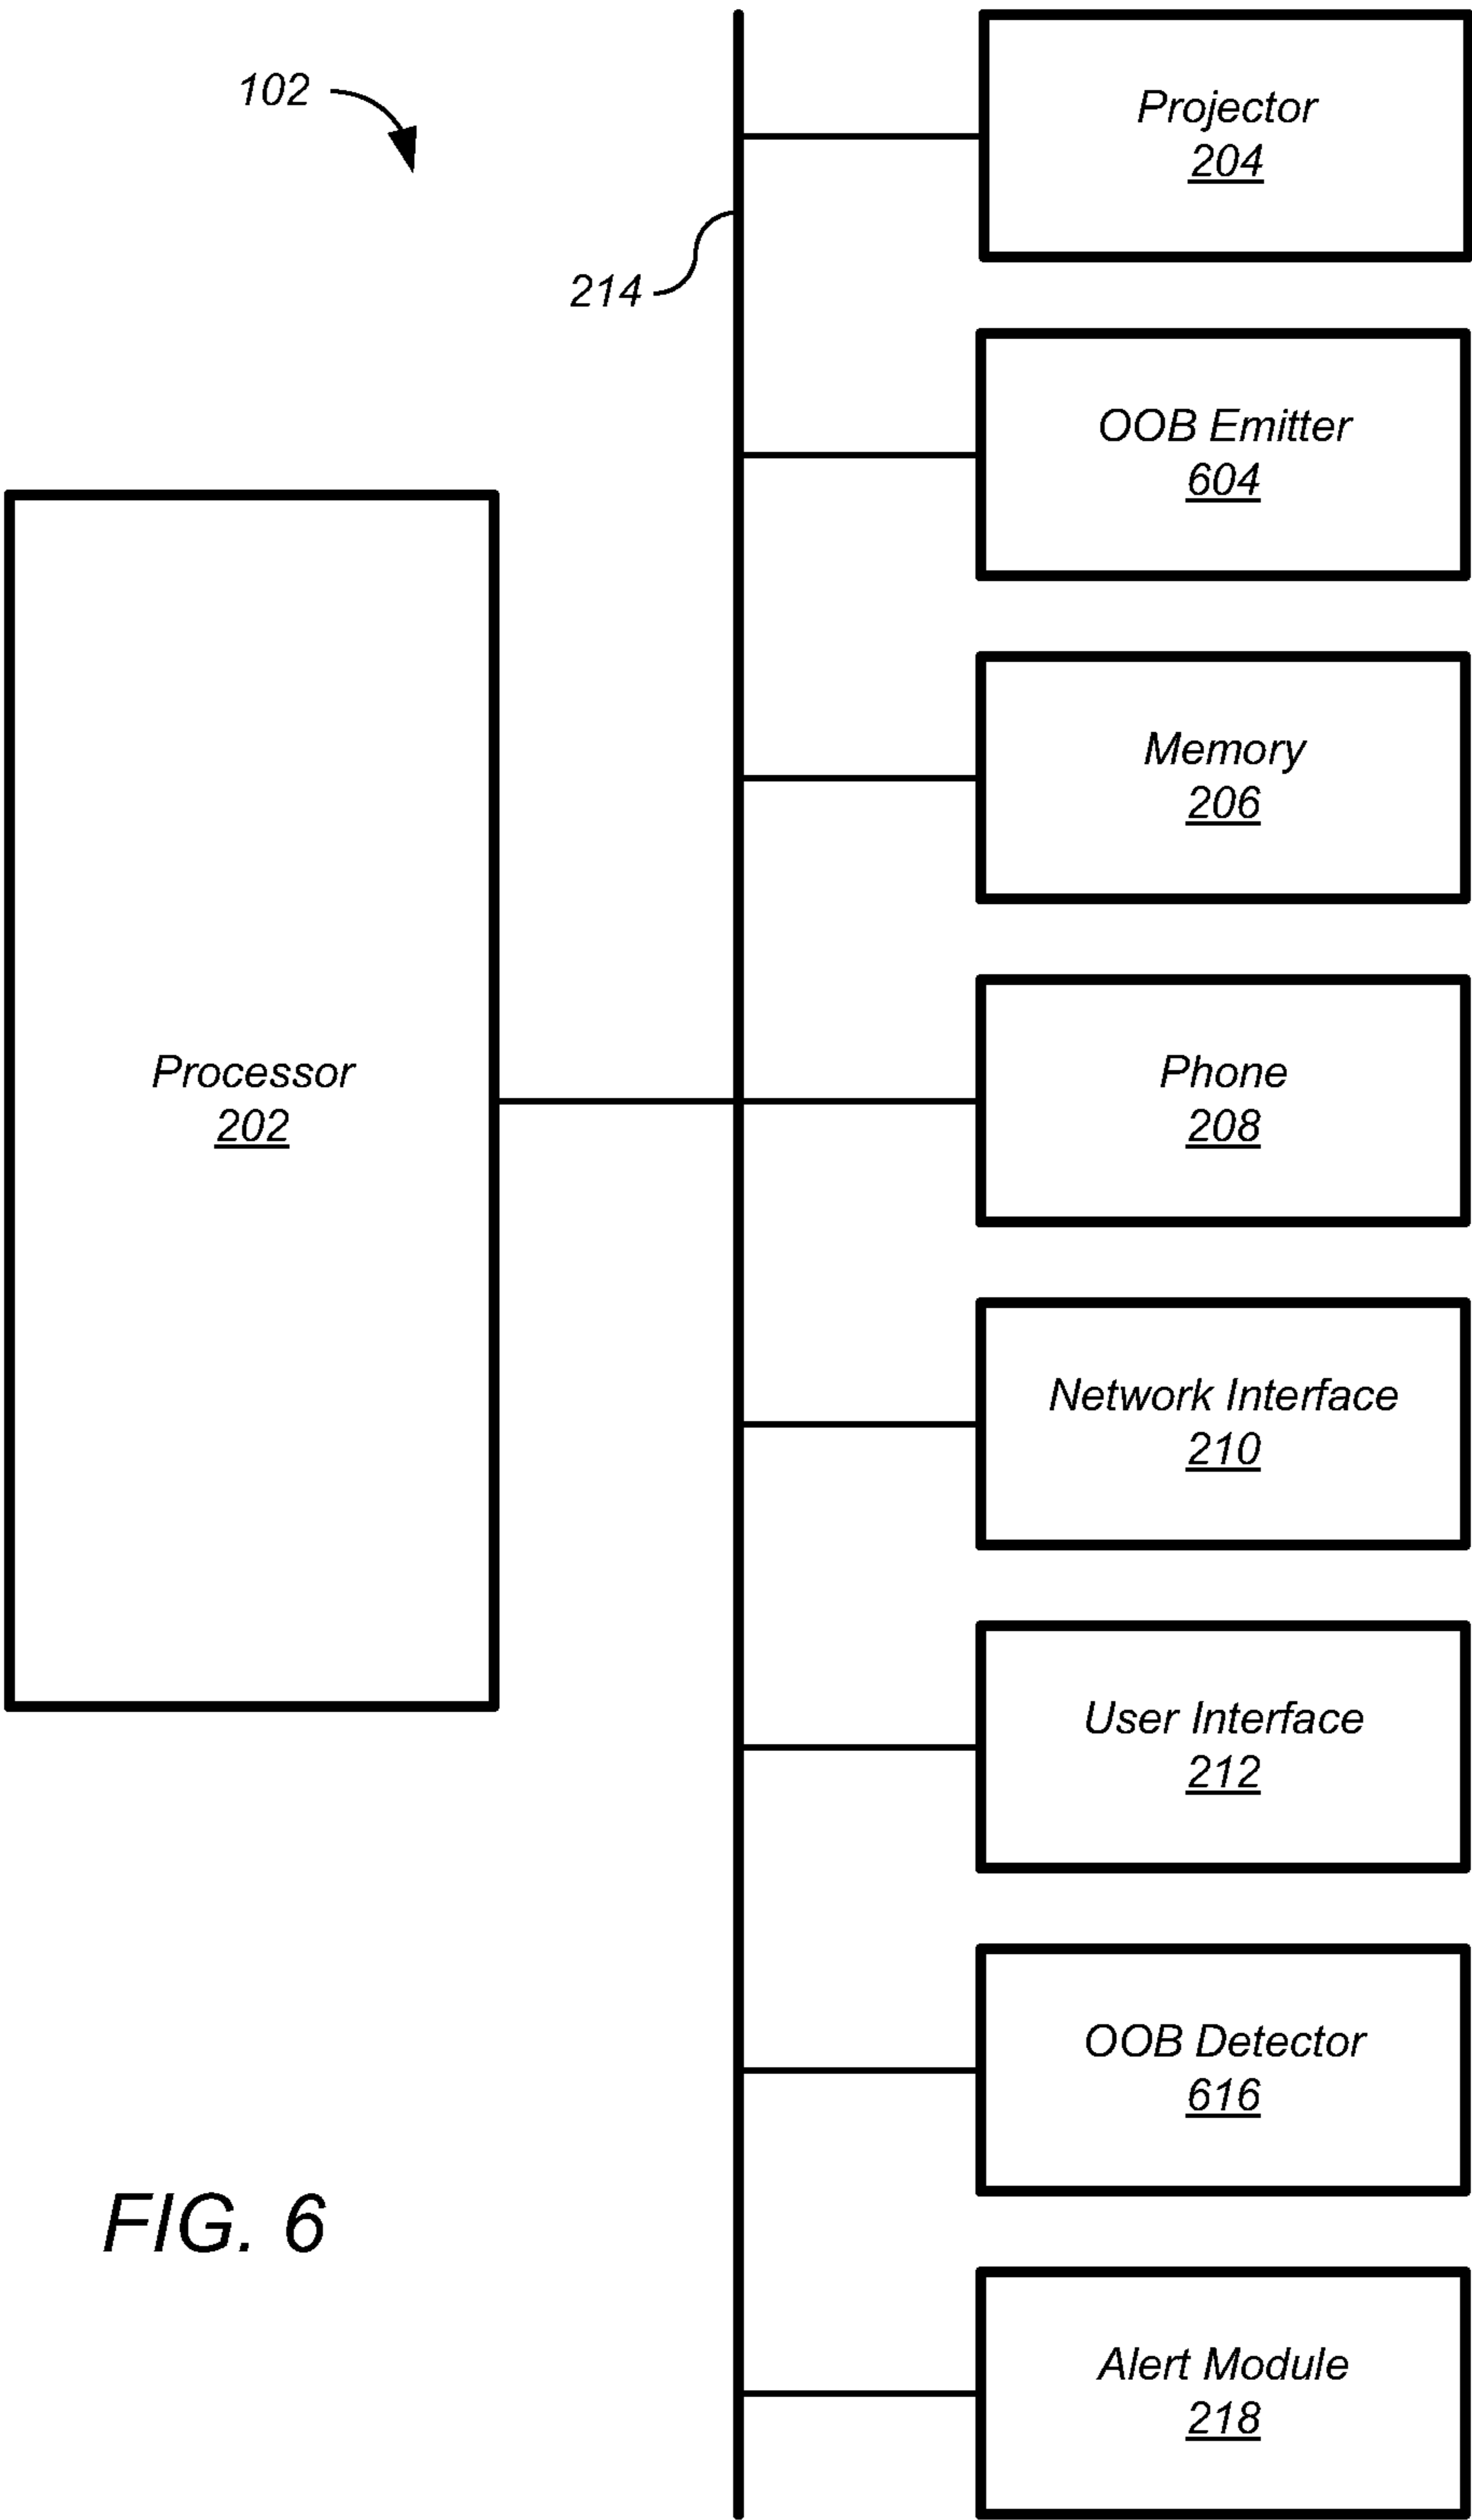 102
Projector
204
214
OOB Emitter
604
Memory
206
Processor
202
Phone
208
Network Interface
210
User Interface
212
OOB Detector
616
FIG. 6
Alert Module
218